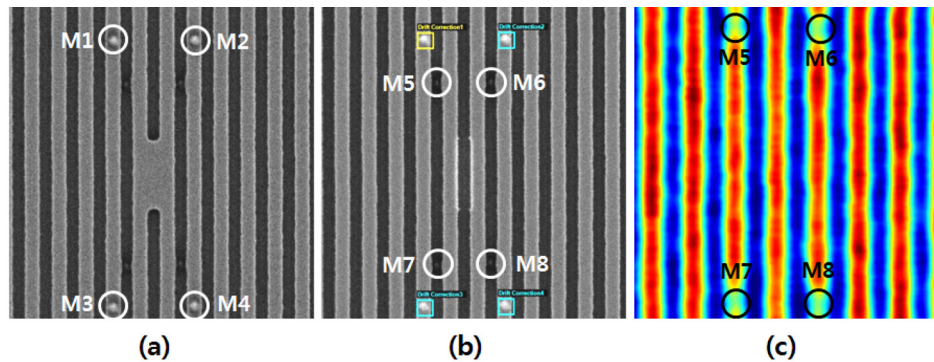 M1
M2
M3
M4
Drift Correction1
Drift Correction2
M5
M6
M7
M8
Drift Correction3
Drift Correction4
M5
M6
M7
M8
(a)
(b)
(c)